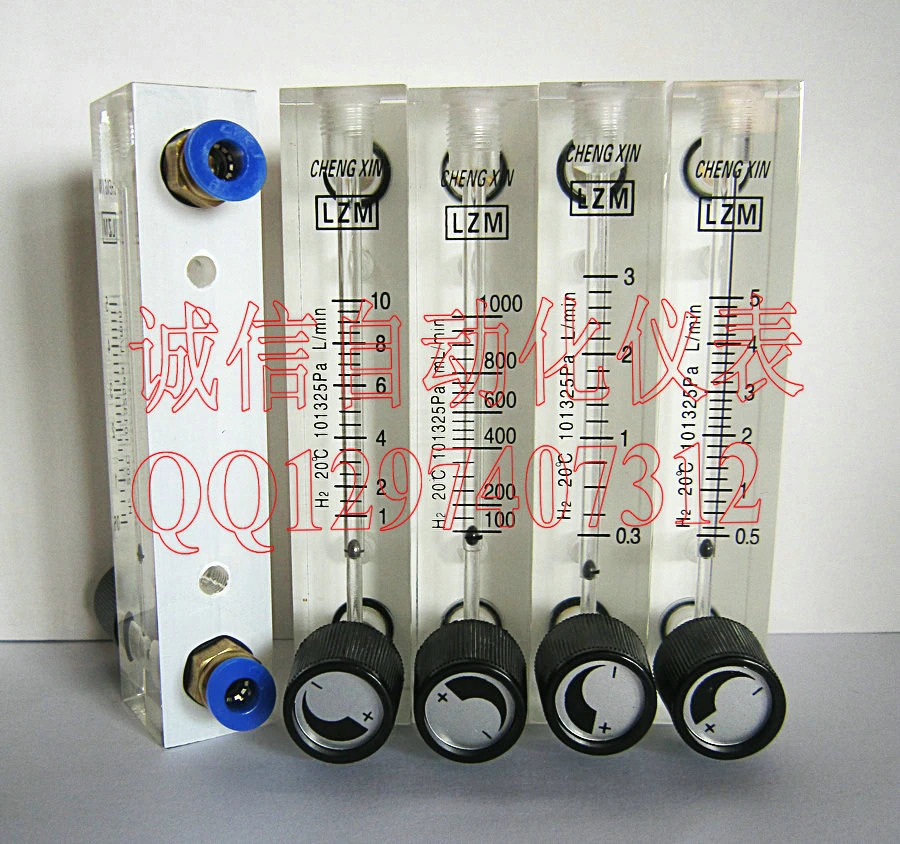 CHENG XIN
LZM
10
8
6
4
2
1
H₂ 20℃ 101325Pa L/min
CHENG XIN
LZM
1000
800
600
400
200
100
H₂ 20℃ 101325Pa mL/min
CHENG XIN
LZM
3
2
1
0.3
H₂ 20℃ 101325Pa L/min
CHENG XIN
LZM
5
4
3
2
1
0.5
H₂ 20℃ 101325Pa L/min
诚信自动化仪表
QQ1297407312
− +
+ −
− +
− +